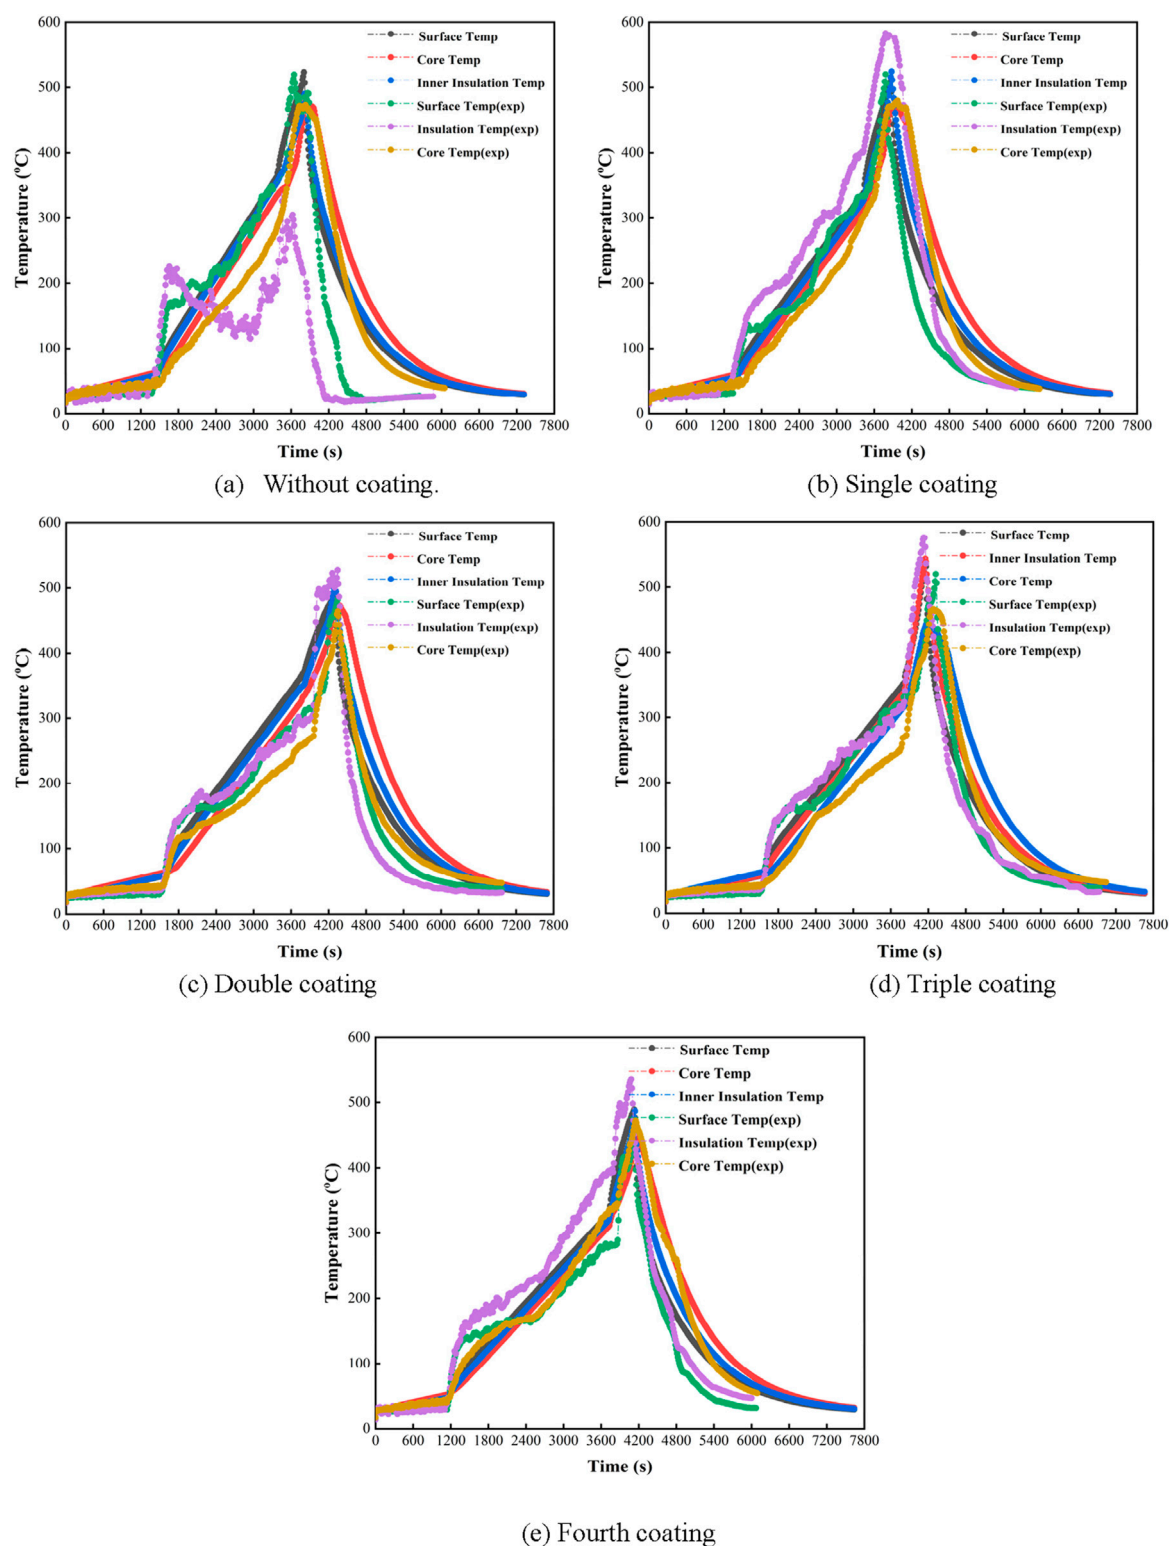 600
500
400
300
200
100
0
Temperature (ºC)
Surface Temp
Core Temp
Inner Insulation Temp
Surface Temp(exp)
Insulation Temp(exp)
Core Temp(exp)
0 600 1200 1800 2400 3000 3600 4200 4800 5400 6000 6600 7200 7800
Time (s)
(a) Without coating.
600
500
400
300
200
100
0
Temperature (ºC)
Surface Temp
Core Temp
Inner Insulation Temp
Surface Temp(exp)
Insulation Temp(exp)
Core Temp(exp)
0 600 1200 1800 2400 3000 3600 4200 4800 5400 6000 6600 7200 7800
Time (s)
(b) Single coating
600
500
400
300
200
100
0
Temperature (ºC)
Surface Temp
Core Temp
Inner Insulation Temp
Surface Temp(exp)
Insulation Temp(exp)
Core Temp(exp)
0 600 1200 1800 2400 3000 3600 4200 4800 5400 6000 6600 7200 7800
Time (s)
(c) Double coating
600
500
400
300
200
100
0
Temperature (ºC)
Surface Temp
Inner Insulation Temp
Core Temp
Surface Temp(exp)
Insulation Temp(exp)
Core Temp(exp)
0 600 1200 1800 2400 3000 3600 4200 4800 5400 6000 6600 7200 7800
Time (s)
(d) Triple coating
600
500
400
300
200
100
0
Temperature (ºC)
Surface Temp
Core Temp
Inner Insulation Temp
Surface Temp(exp)
Insulation Temp(exp)
Core Temp(exp)
0 600 1200 1800 2400 3000 3600 4200 4800 5400 6000 6600 7200 7800
Time (s)
(e) Fourth coating